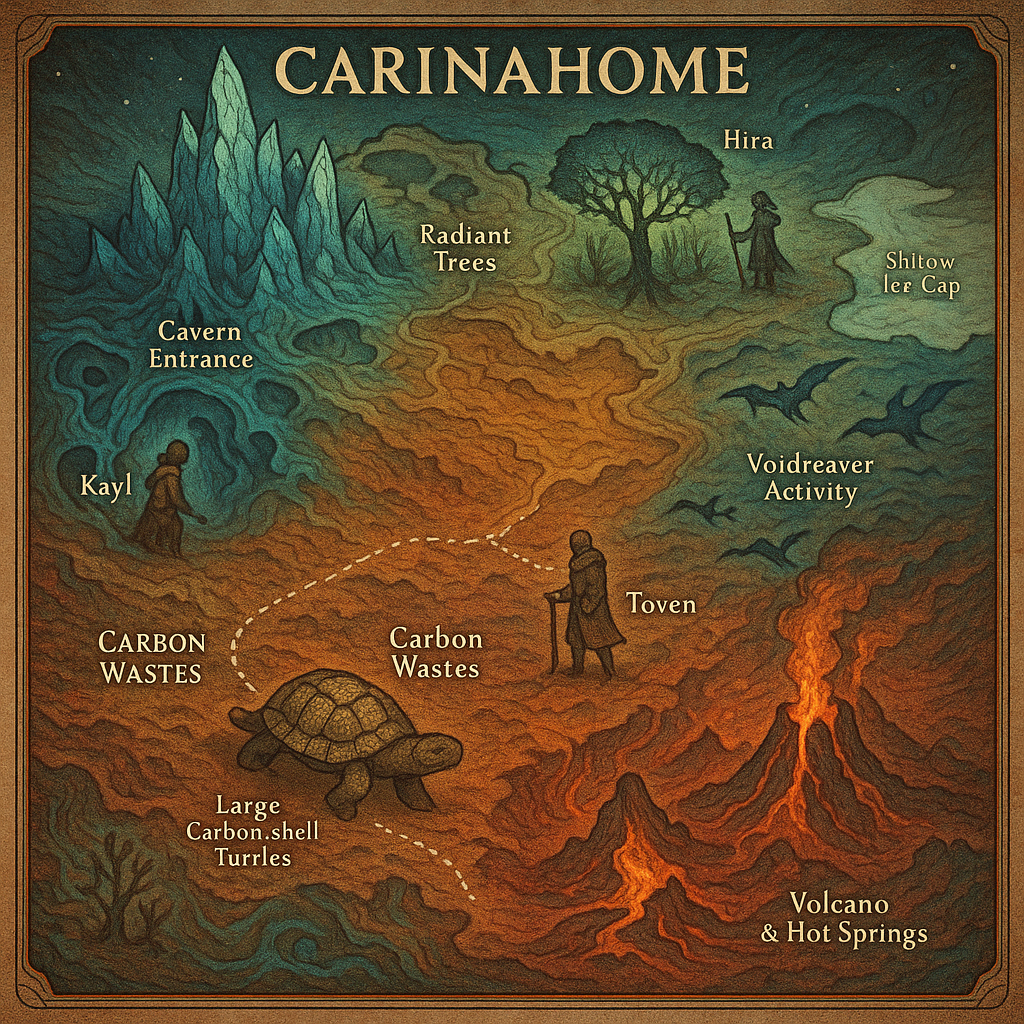 CARINAHOME
Hira
Radiant
Trees
Shitow
ler Cap
Cavern
Entrance
Kayl
Voidreaver
Activity
Toven
CARBON
WASTES
Carbon
Wastes
Large
Carbon.shell
Turrles
Volcano
& Hot Springs